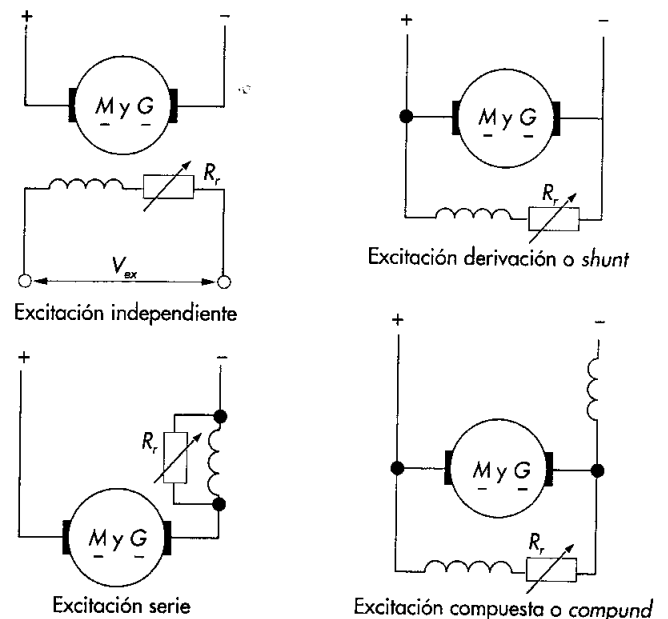 + −
M y G
R_r
V_ex
Excitación independiente
+ −
M y G
R_r
Excitación derivación o shunt
+ −
R_r
M y G
Excitación serie
+ −
M y G
R_r
Excitación compuesta o compund